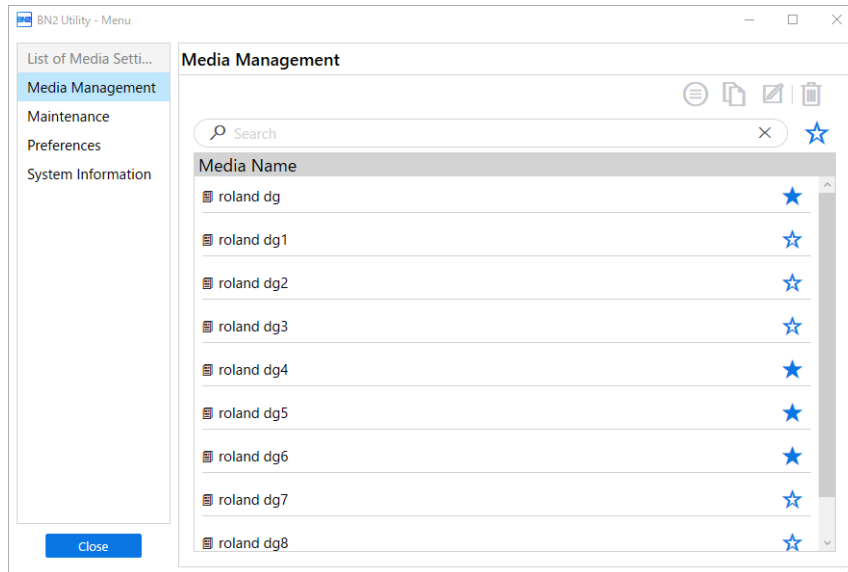 BN2 BN2 Utility - Menu
List of Media Setti...
Media Management
Maintenance
Preferences
System Information
Close
Media Management
Search
Media Name
roland dg
roland dg1
roland dg2
roland dg3
roland dg4
roland dg5
roland dg6
roland dg7
roland dg8